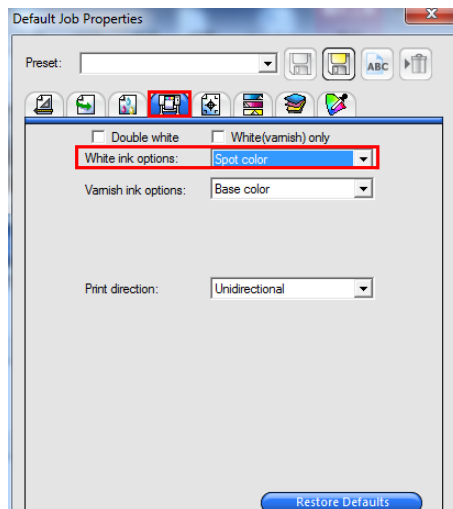 Default Job Properties
x
Preset:
ABC
Double white
White(varnish) only
White ink options:
Spot color
Varnish ink options:
Base color
Print direction:
Unidirectional
Restore Defaults